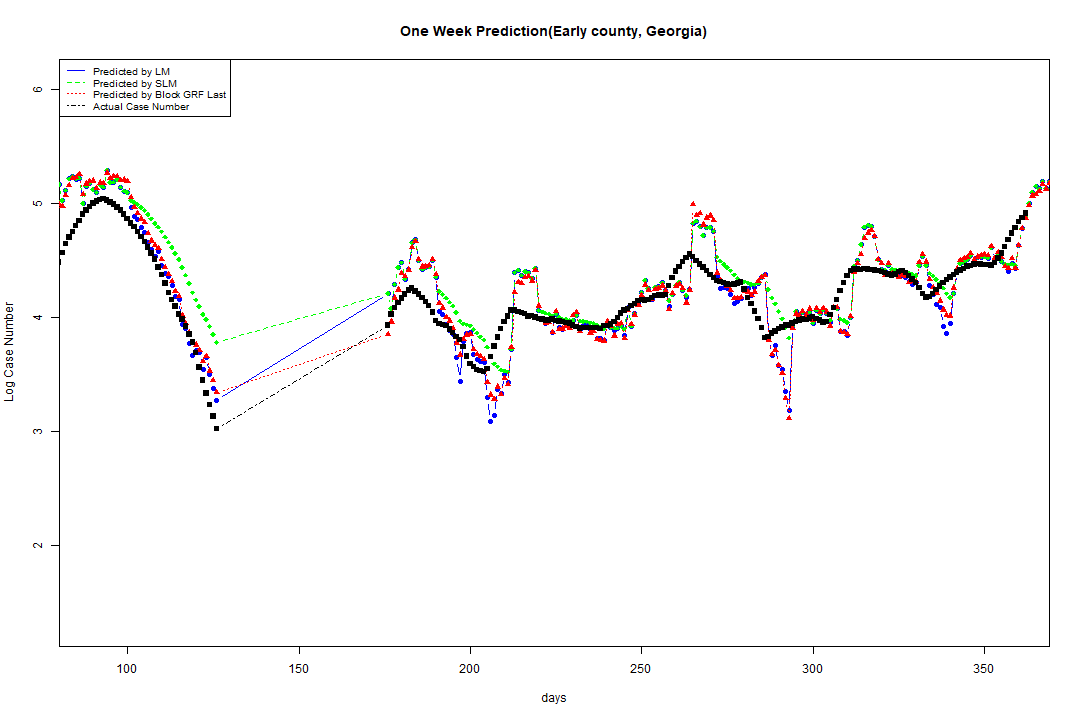 One Week Prediction(Early county, Georgia)
Predicted by LM
Predicted by SLM
Predicted by Block GRF Last
Actual Case Number
6
5
4
3
2
Log Case Number
100 150 200 250 300 350
days